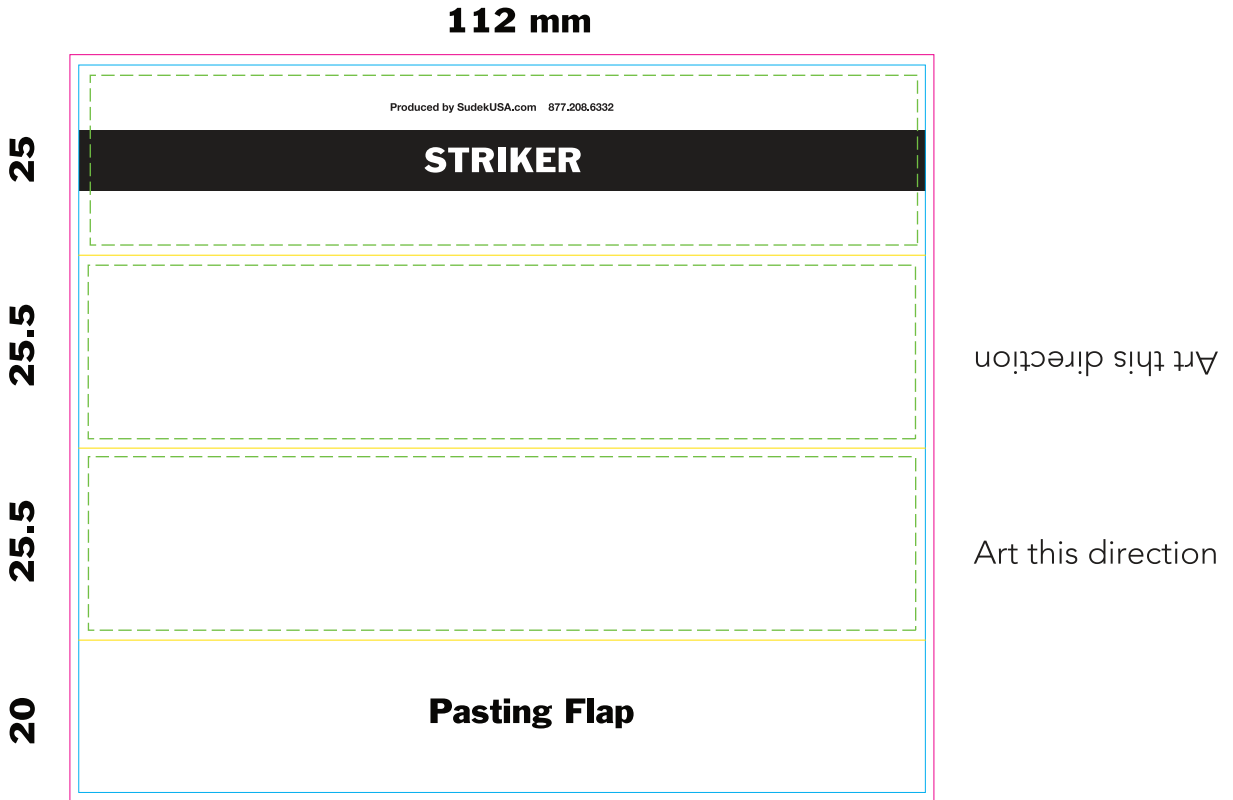 112 mm
Produced by SudekUSA.com 877.208.6332
25
STRIKER
25.5
Art this direction
25.5
Art this direction
20
Pasting Flap